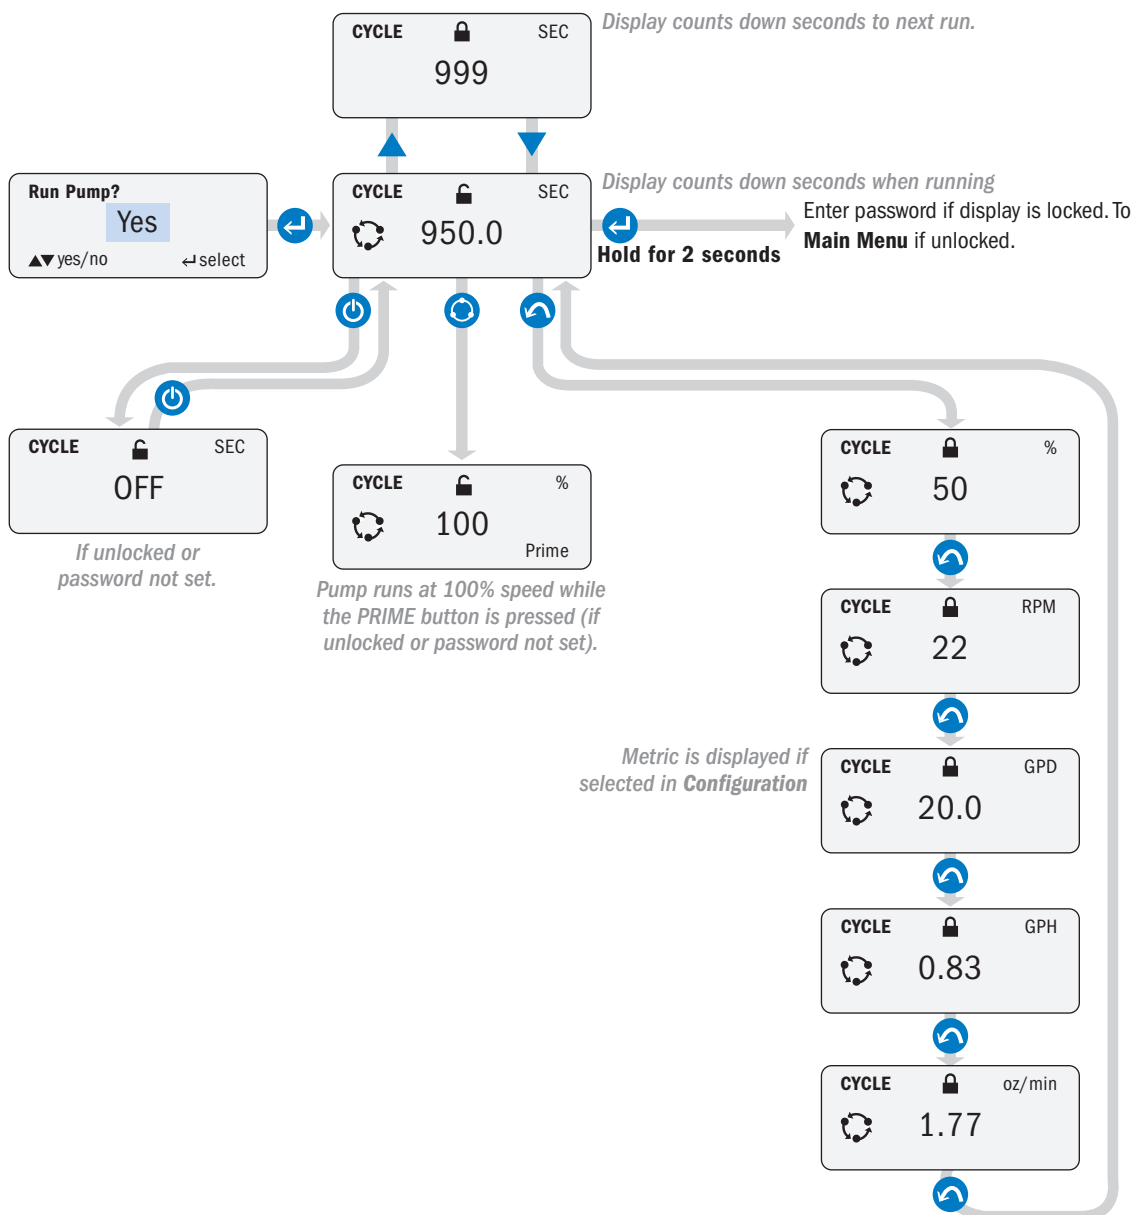 CYCLE SEC
999
Display counts down seconds to next run.
Run Pump?
Yes
▲▼ yes/no ↵ select
CYCLE SEC
950.0
Display counts down seconds when running
Hold for 2 seconds
Enter password if display is locked. To
Main Menu if unlocked.
CYCLE SEC
OFF
If unlocked or
password not set.
CYCLE %
100
Prime
Pump runs at 100% speed while
the PRIME button is pressed (if
unlocked or password not set).
CYCLE %
50
CYCLE RPM
22
Metric is displayed if
selected in Configuration
CYCLE GPD
20.0
CYCLE GPH
0.83
CYCLE oz/min
1.77